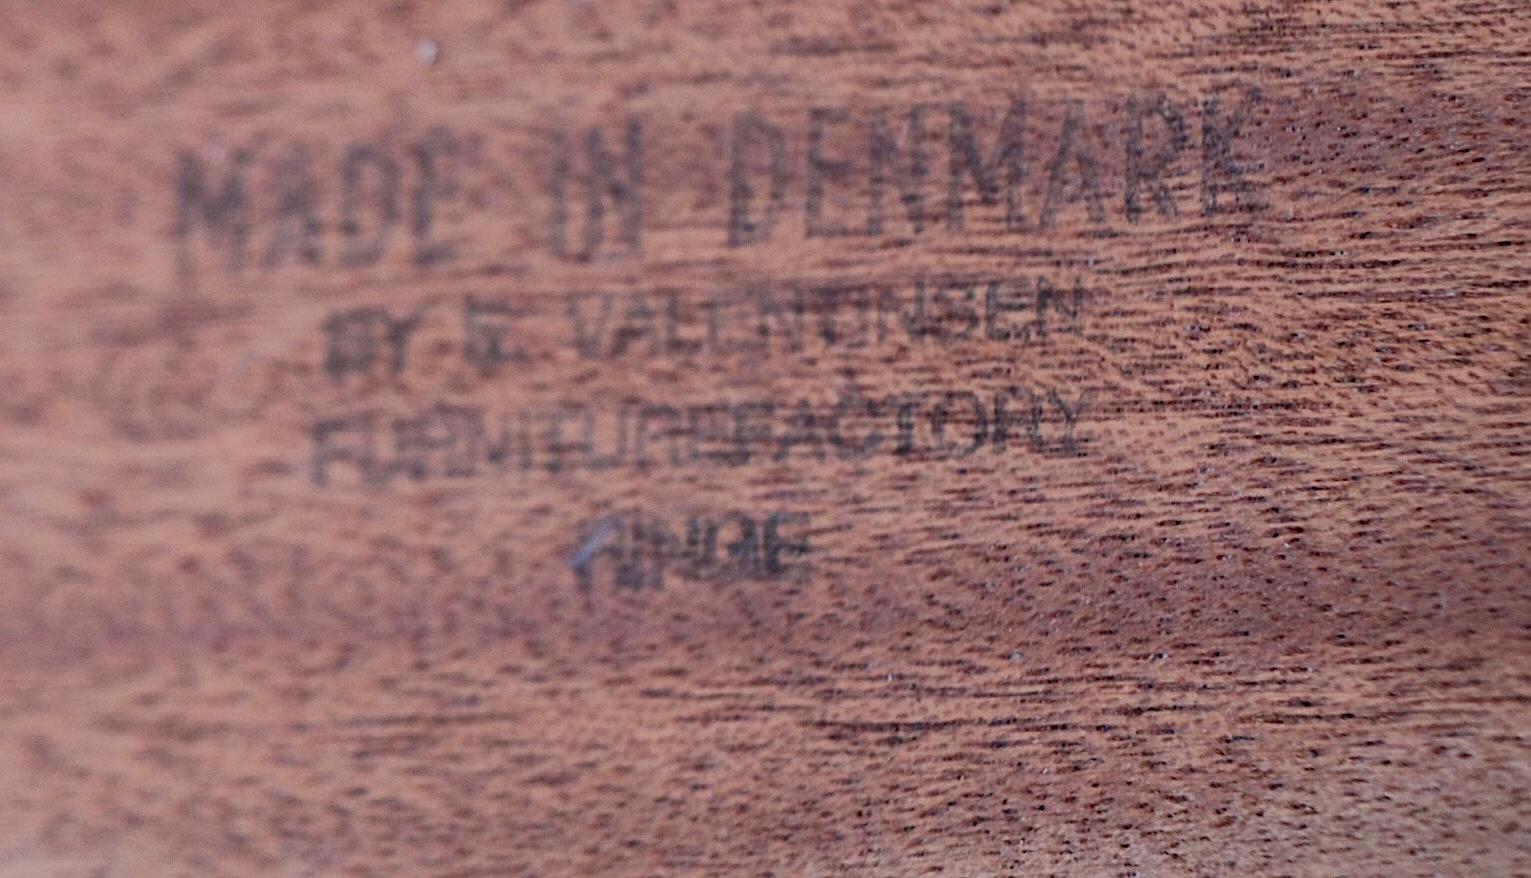 MADE IN DENMARK
BY E. VALENTINSEN
FURNITUREFACTORY
RINGE